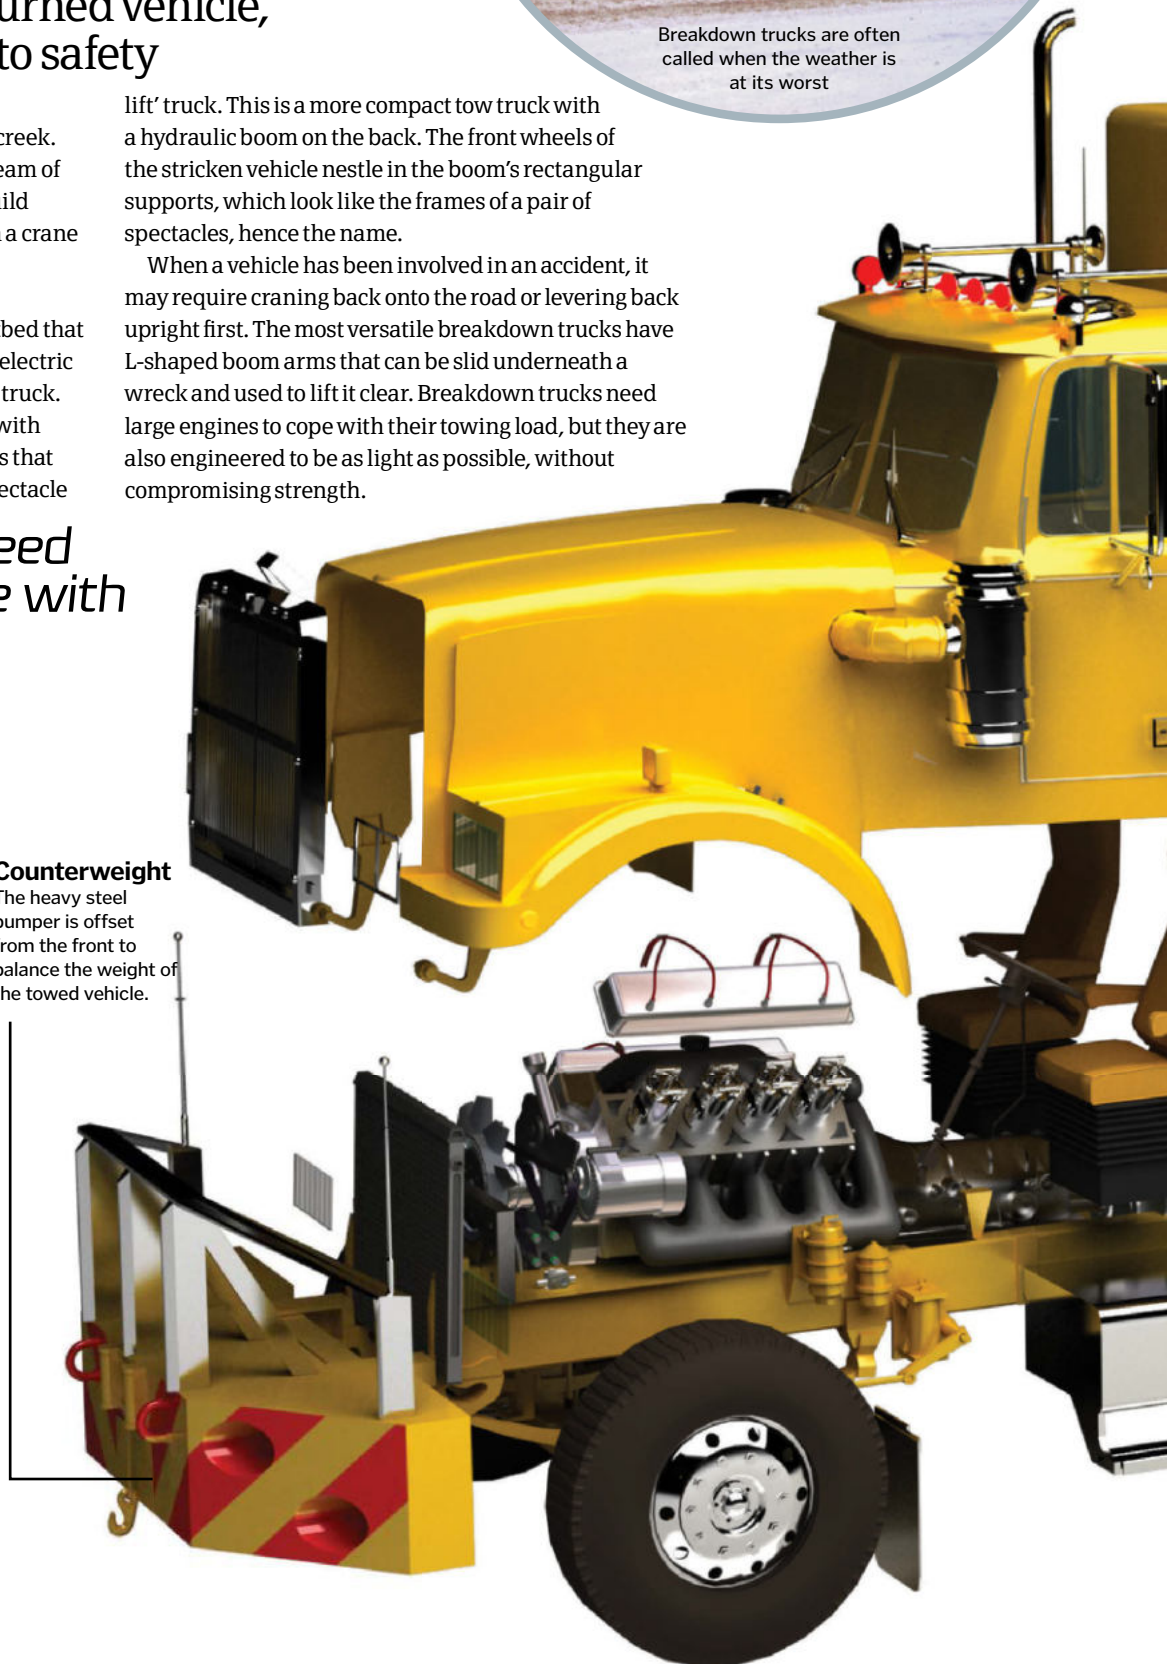 urned vehicle,
to safety
Breakdown trucks are often
called when the weather is
at its worst
creek.
eam of
uild
a crane
bed that
electric
truck.
with
s that
ectacle
lift' truck. This is a more compact tow truck with
a hydraulic boom on the back. The front wheels of
the stricken vehicle nestle in the boom's rectangular
supports, which look like the frames of a pair of
spectacles, hence the name.
When a vehicle has been involved in an accident, it
may require craning back onto the road or levering back
upright first. The most versatile breakdown trucks have
L-shaped boom arms that can be slid underneath a
wreck and used to lift it clear. Breakdown trucks need
large engines to cope with their towing load, but they are
also engineered to be as light as possible, without
compromising strength.
eed
e with
Counterweight
The heavy steel
bumper is offset
from the front to
balance the weight of
the towed vehicle.